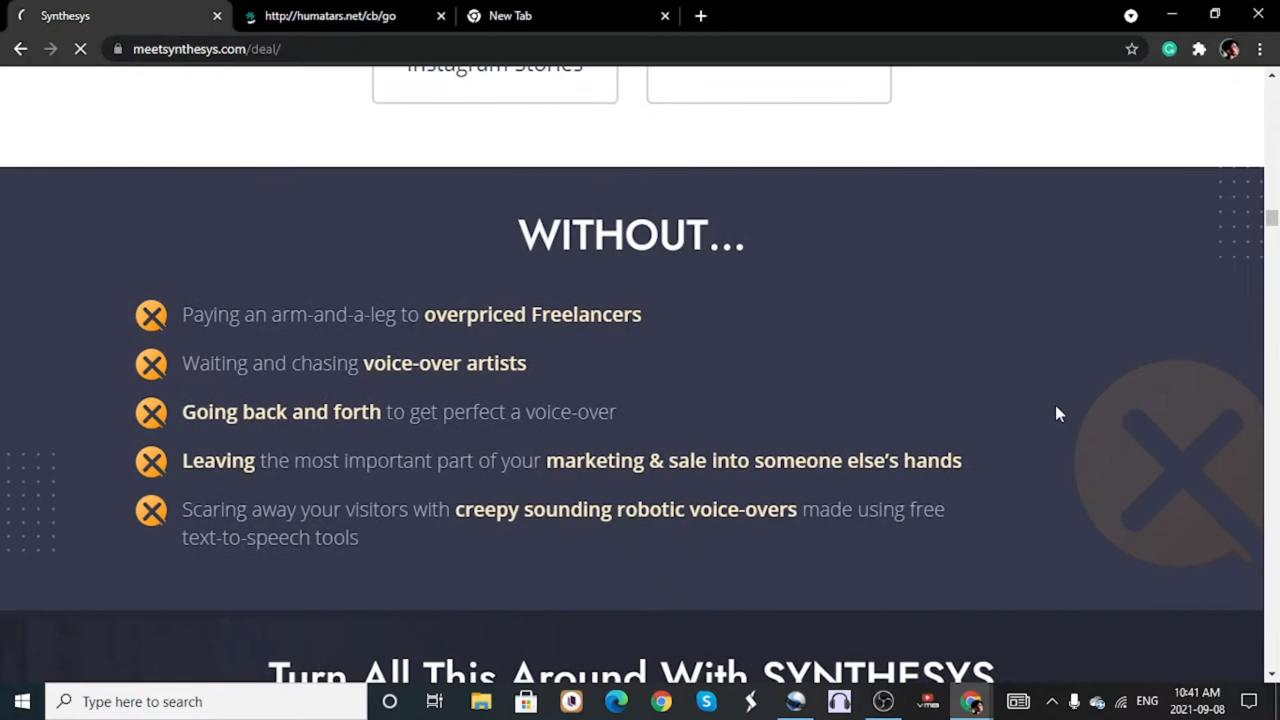 Synthesys
http://humatars.net/cb/go
New Tab
meetsynthesys.com/deal/
Instagram Stories
WITHOUT...
Paying an arm-and-a-leg to overpriced Freelancers
Waiting and chasing voice-over artists
Going back and forth to get perfect a voice-over
Leaving the most important part of your marketing & sale into someone else's hands
Scaring away your visitors with creepy sounding robotic voice-overs made using free
text-to-speech tools
Turn All This Around With SYNTHESYS
Type here to search
ENG
10:41 AM
2021-09-08